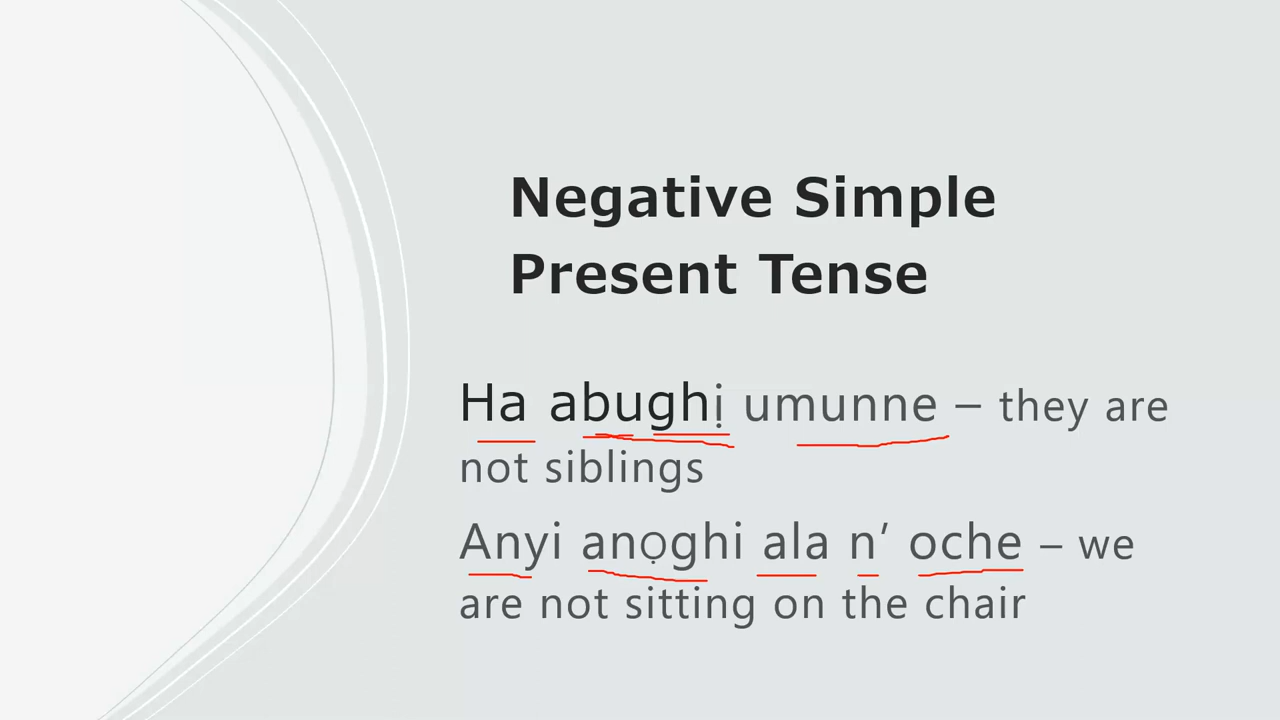 Negative Simple
Present Tense
Ha abughị umunne – they are
not siblings
Anyi anọghi ala n’ oche – we
are not sitting on the chair